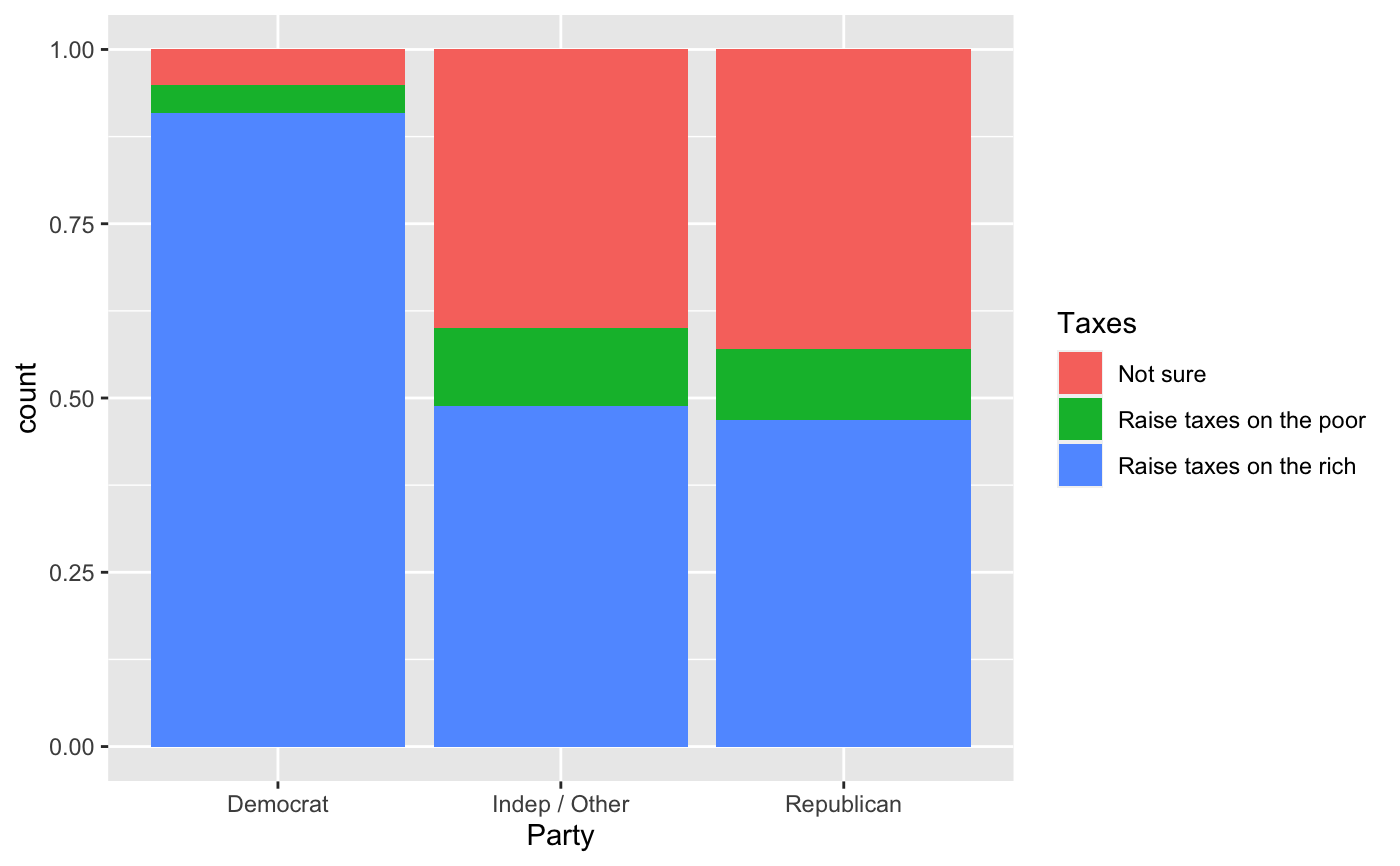 1.00
0.75
0.50
0.25
0.00
count
Democrat
Indep / Other
Republican
Party
Taxes
Not sure
Raise taxes on the poor
Raise taxes on the rich